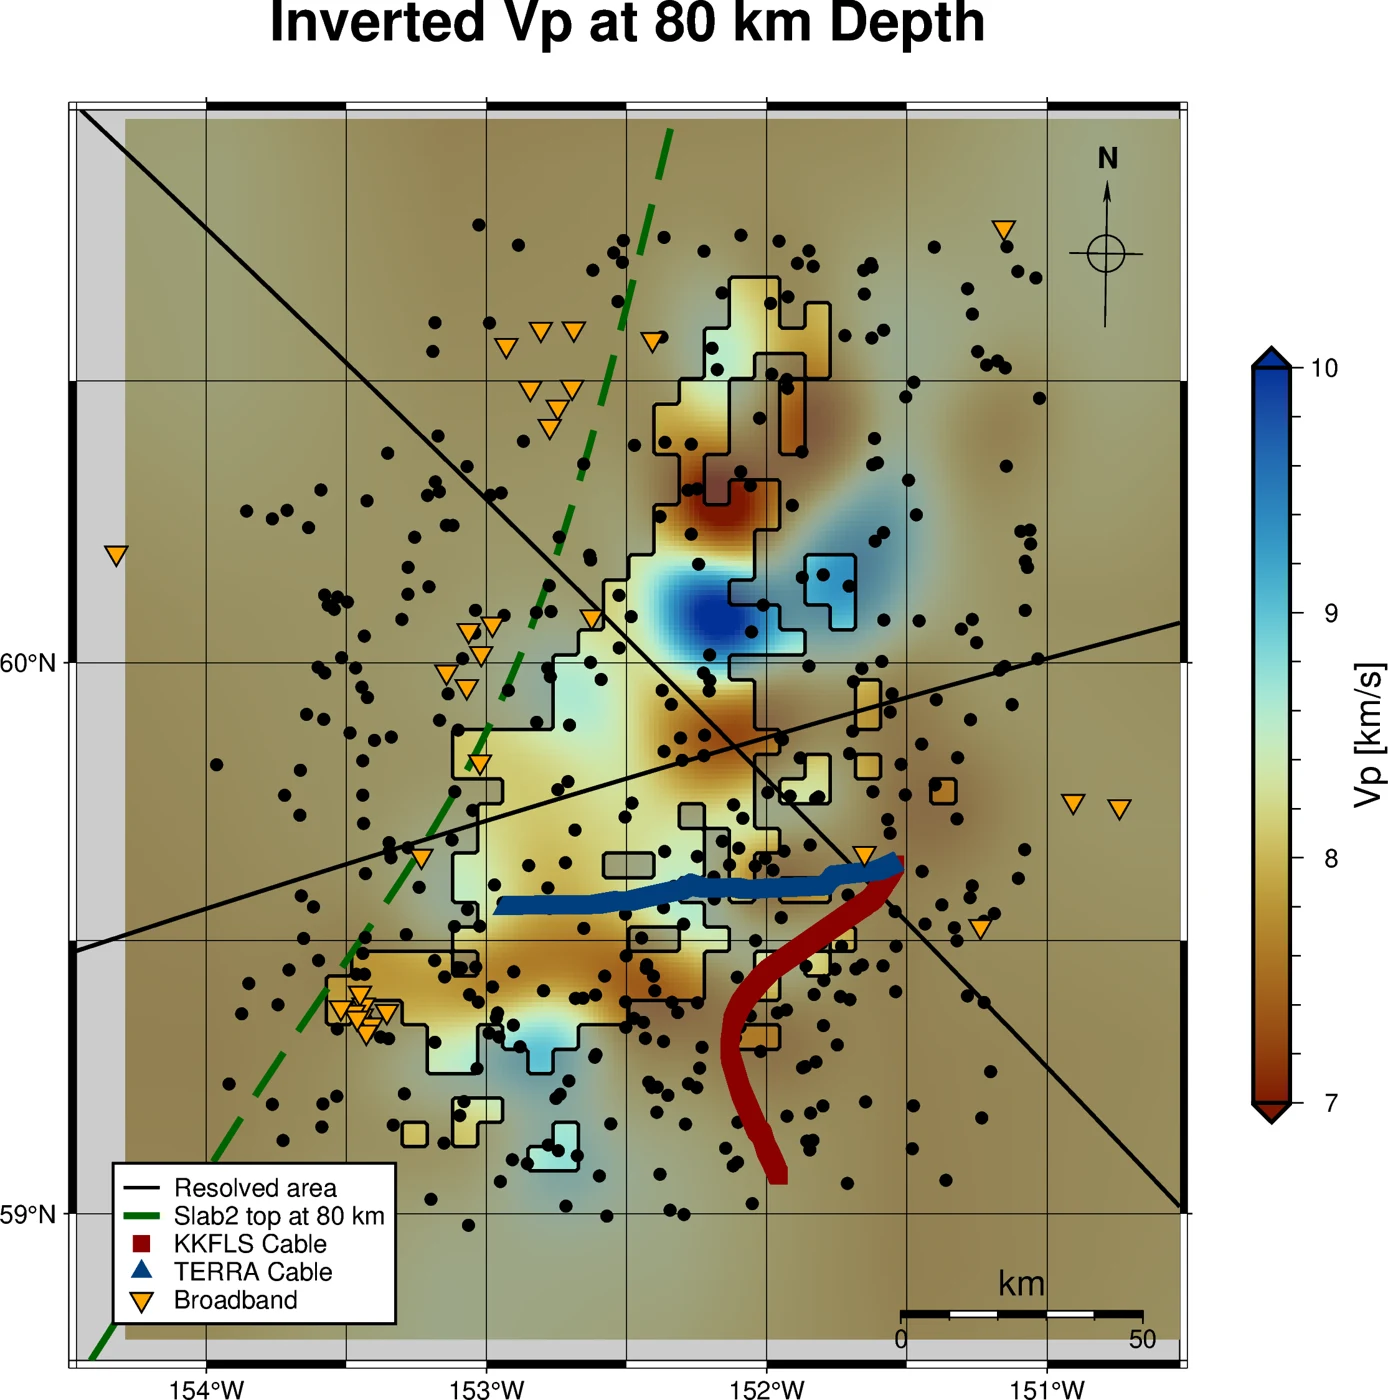 Inverted Vp at 80 km Depth
N
10
9
8
7
Vp [km/s]
60°N
59°N
Resolved area
Slab2 top at 80 km
KKFLS Cable
TERRA Cable
Broadband
km
0 50
154°W 153°W 152°W 151°W